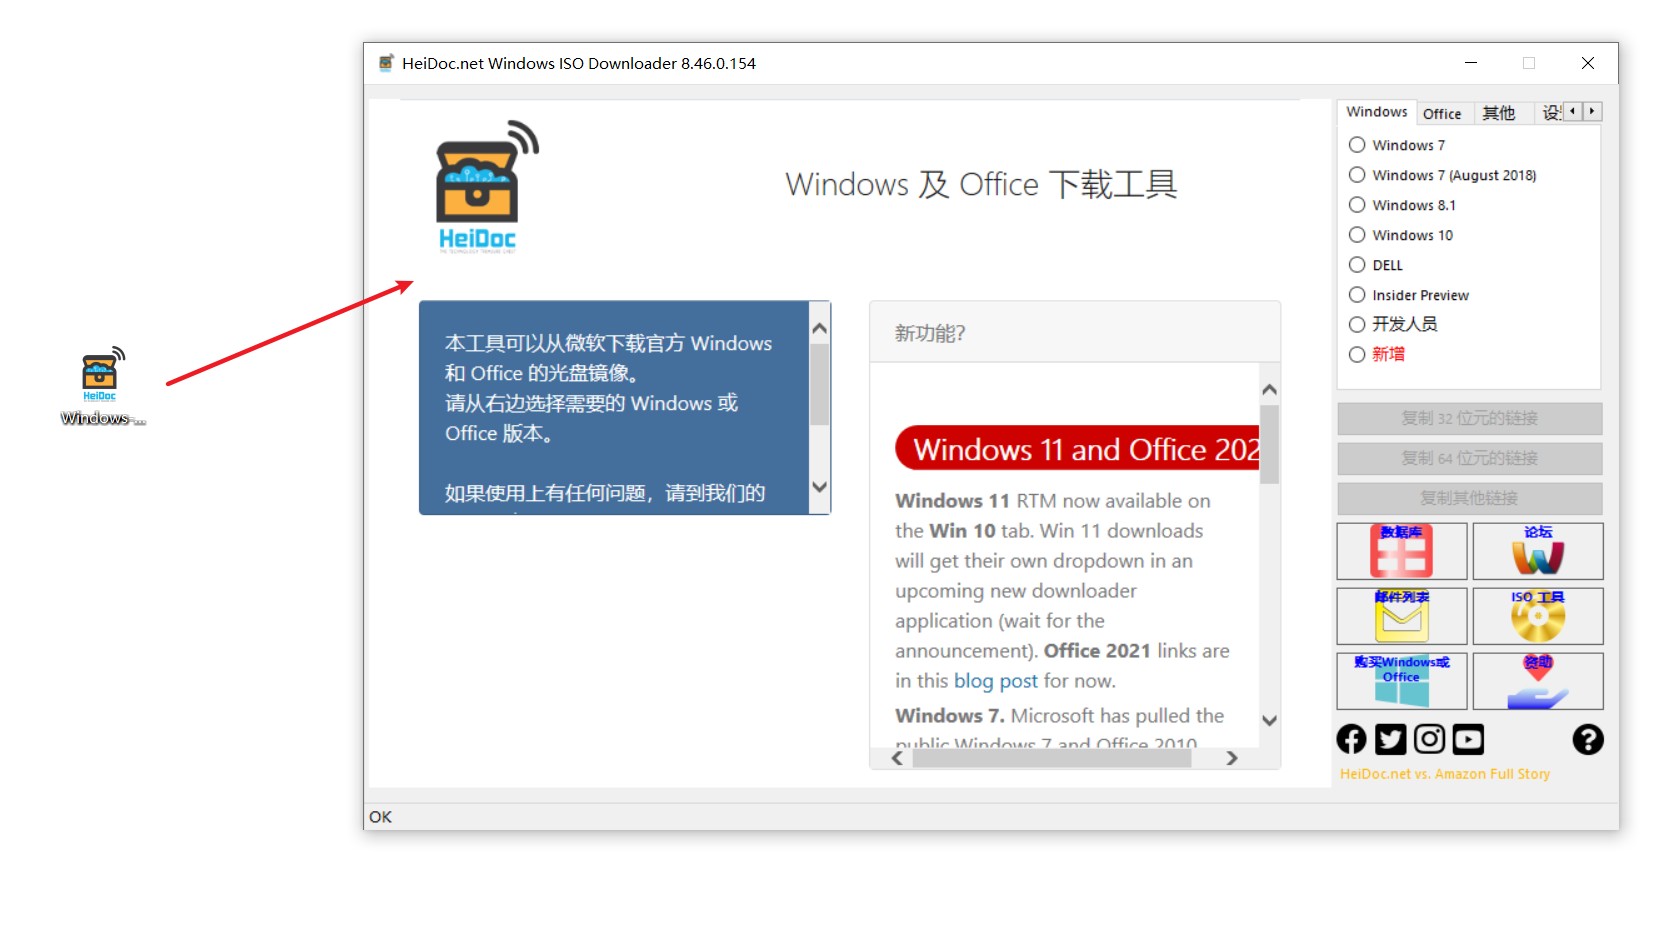 HeiDoc.net Windows ISO Downloader 8.46.0.154
HeiDoc
Windows 及 Office 下载工具
HeiDoc
Windows-...
本工具可以从微软下载官方 Windows
和 Office 的光盘镜像。
请从右边选择需要的 Windows 或
Office 版本。
如果使用上有任何问题，请到我们的
新功能?
Windows 11 and Office 202
Windows 11 RTM now available on
the Win 10 tab. Win 11 downloads
will get their own dropdown in an
upcoming new downloader
application (wait for the
announcement). Office 2021 links are
in this blog post for now.
Windows 7. Microsoft has pulled the
public Windows 7 and Office 2010
Windows
Office
其他
Windows 7
Windows 7 (August 2018)
Windows 8.1
Windows 10
DELL
Insider Preview
开发人员
新增
复制 32 位元的链接
复制 64 位元的链接
复制其他链接
数据库
论坛
邮件列表
ISO 工具
购买Windows或
Office
资助
HeiDoc.net vs. Amazon Full Story
OK